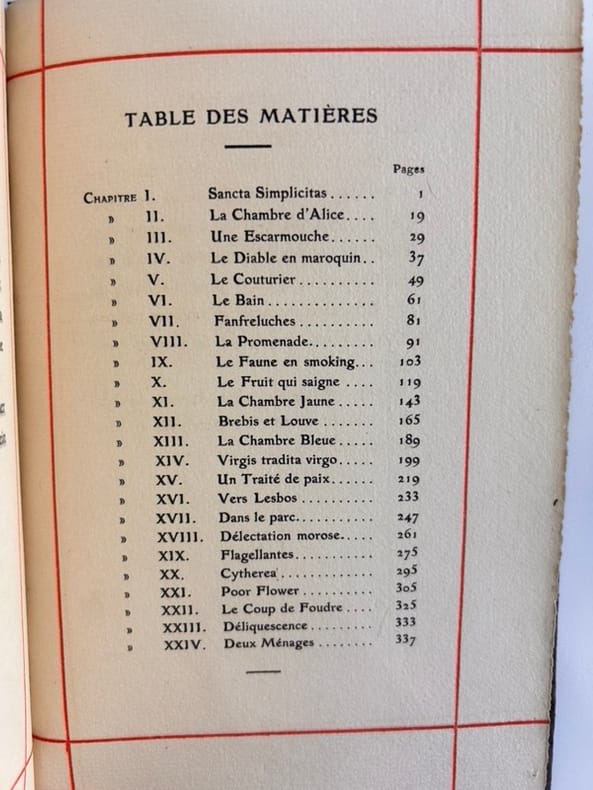 TABLE DES MATIÈRES
Pages
CHAPITRE I. Sancta Simplicitas...... 1
» II. La Chambre d'Alice.... 19
» III. Une Escarmouche...... 29
» IV. Le Diable en maroquin.. 37
» V. Le Couturier.......... 49
» VI. Le Bain.............. 61
» VII. Fanfreluches.......... 81
» VIII. La Promenade......... 91
» IX. Le Faune en smoking... 103
» X. Le Fruit qui saigne .... 119
» XI. La Chambre Jaune..... 143
» XII. Brebis et Louve ....... 165
» XIII. La Chambre Bleue..... 189
» XIV. Virgis tradita virgo..... 199
» XV. Un Traité de paix...... 219
» XVI. Vers Lesbos .......... 233
» XVII. Dans le parc.......... 247
» XVIII. Délectation morose..... 261
» XIX. Flagellantes........... 275
» XX. Cytherea............. 295
» XXI. Poor Flower .......... 305
» XXII. Le Coup de Foudre .... 325
» XXIII. Déliquescence ......... 333
» XXIV. Deux Ménages ........ 337